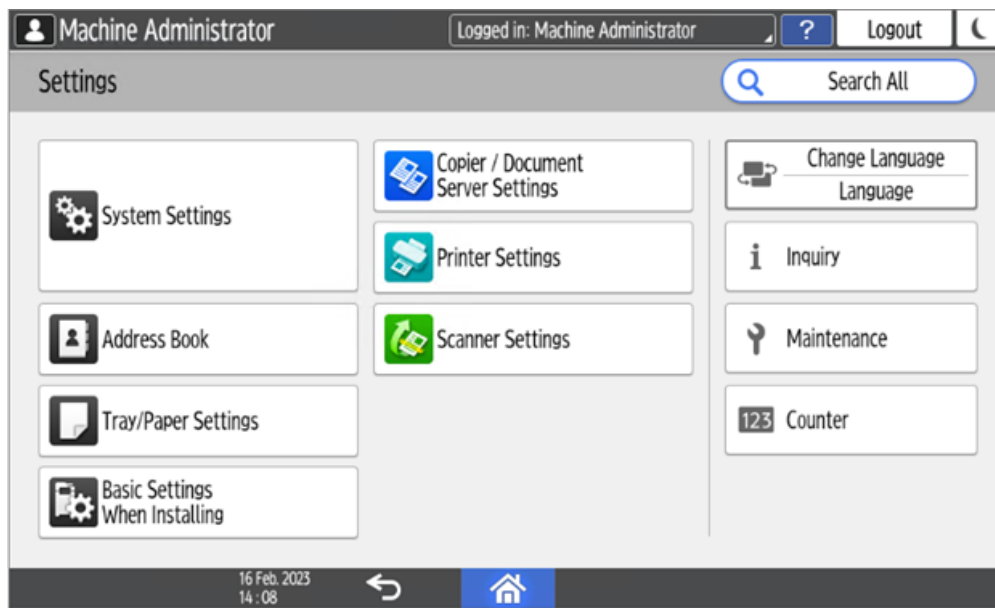 Machine Administrator
Logged in: Machine Administrator
?
Logout
Settings
Search All
System Settings
Address Book
Tray/Paper Settings
Basic Settings
When Installing
Copier / Document
Server Settings
Printer Settings
Scanner Settings
Change Language
Language
i Inquiry
Maintenance
123 Counter
16 Feb. 2023
14 : 08